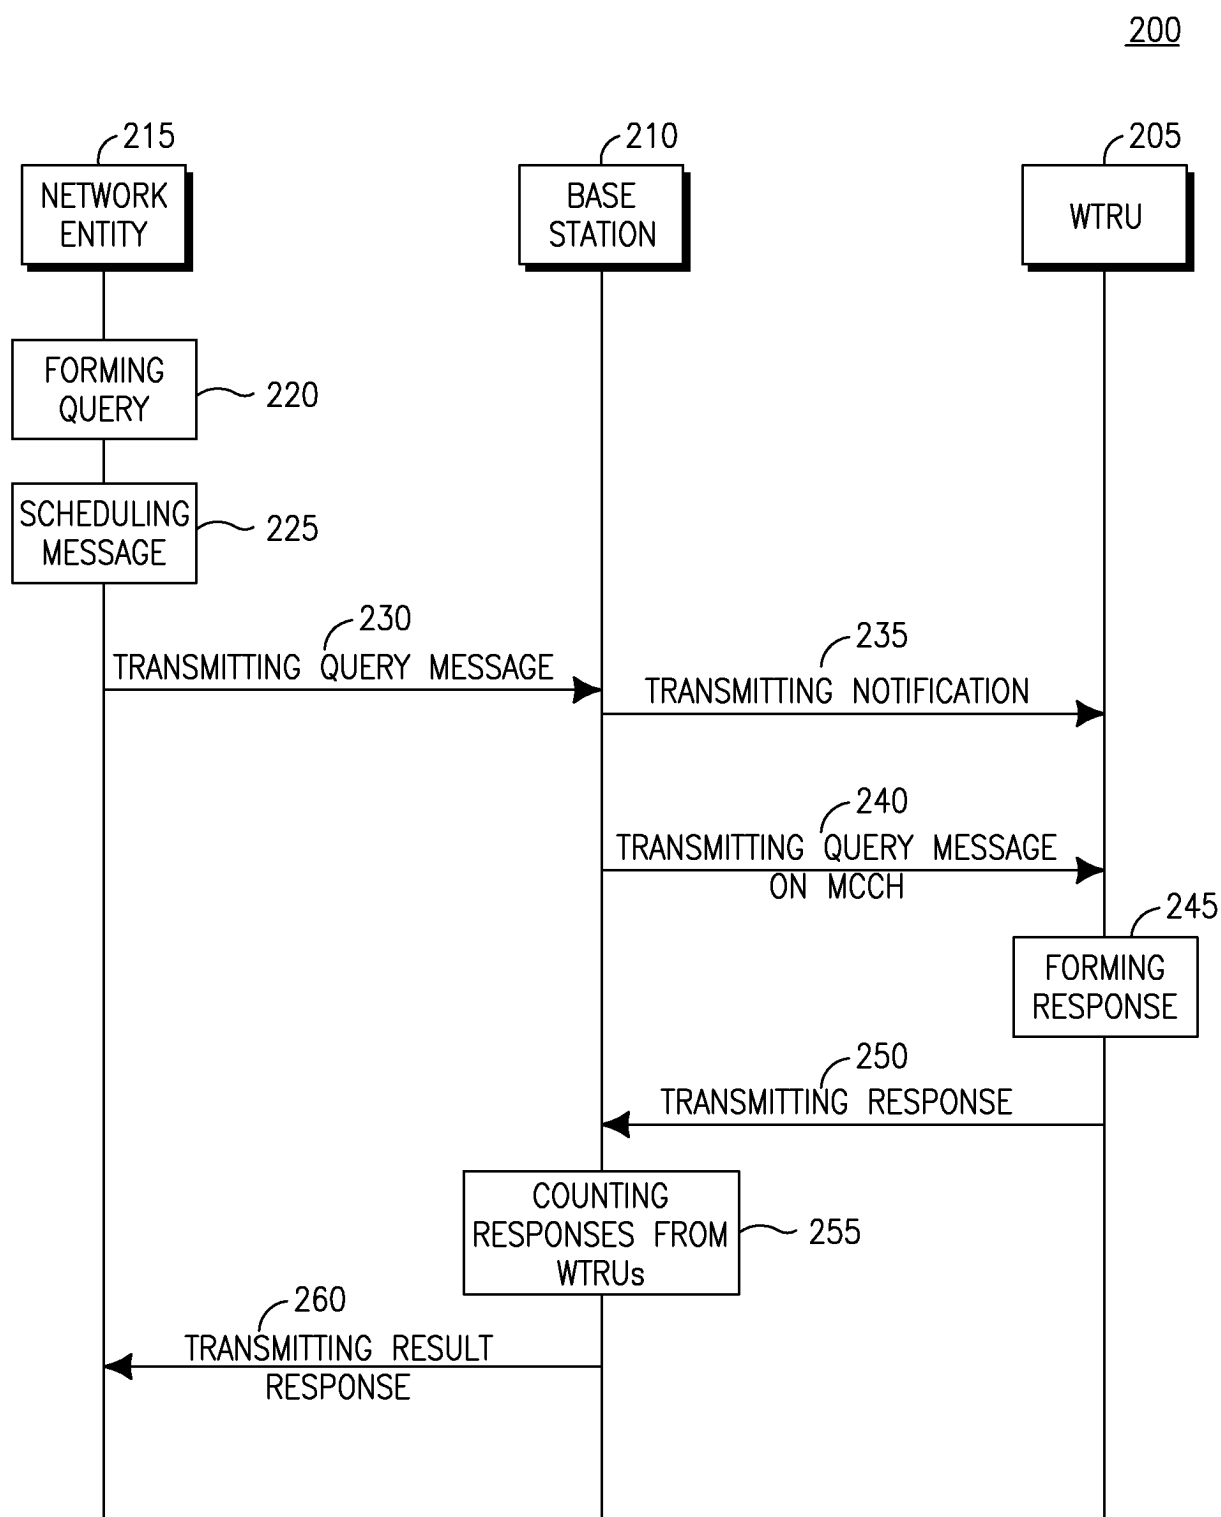 200
215
210
205
NETWORK
ENTITY
BASE
STATION
WTRU
FORMING
QUERY
220
SCHEDULING
MESSAGE
225
230
TRANSMITTING QUERY MESSAGE
235
TRANSMITTING NOTIFICATION
240
TRANSMITTING QUERY MESSAGE
ON MCCH
245
FORMING
RESPONSE
250
TRANSMITTING RESPONSE
COUNTING
RESPONSES FROM
WTRUs
255
260
TRANSMITTING RESULT
RESPONSE